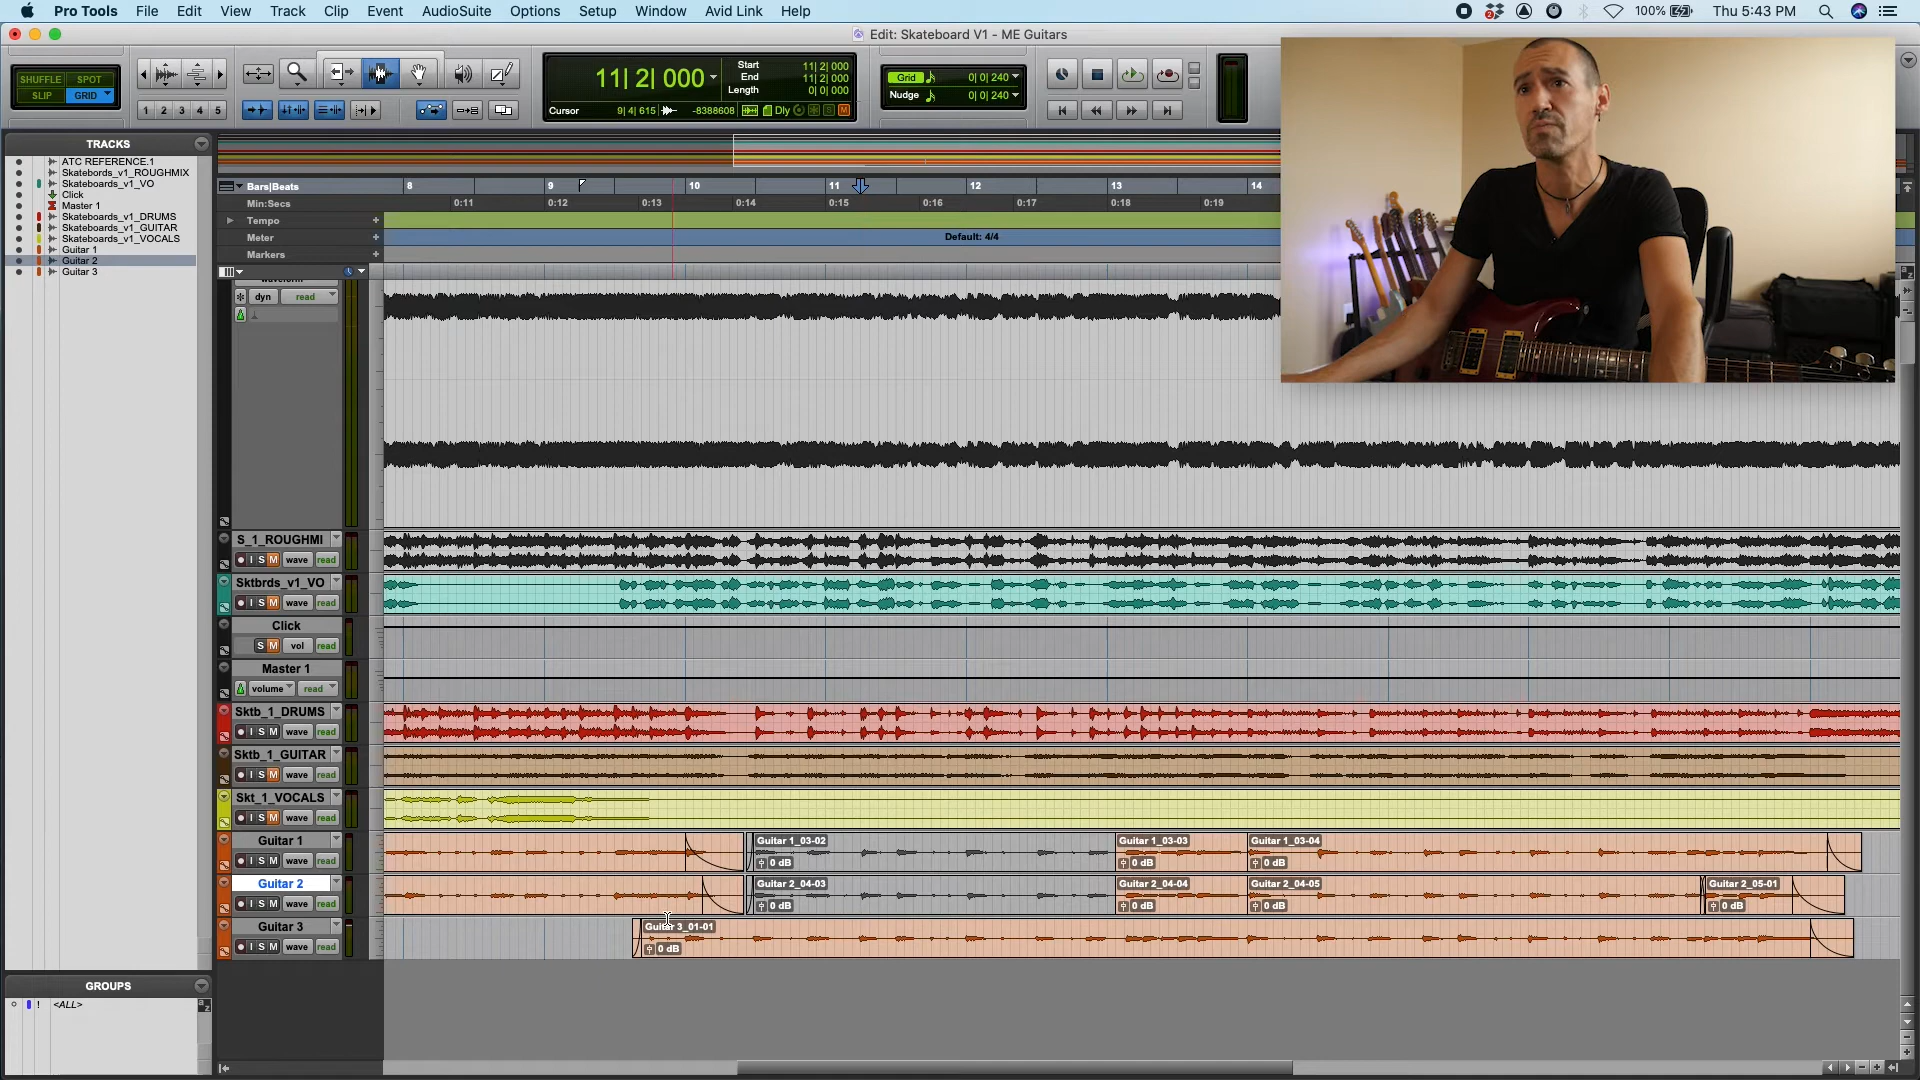 Pro Tools File Edit View Track Clip Event AudioSuite Options Setup Window Avid Link Help 2 100% Thu 5:43 PM
Edit: Skateboard V1 - ME Guitars
SHUFFLE SPOT
SLIP GRID
1 2 3 4 5
11| 2| 000
Start 11| 2| 000
End 11| 2| 000
Length 0| 0| 000
Cursor 9| 4| 615 -8388608 Dly S M
Grid 0| 0| 240
Nudge 0| 0| 240
TRACKS
ATC REFERENCE.1
Skatebords_v1_ROUGHMIX
Skateboards_v1_VO
Click
Master 1
Skateboards_v1_DRUMS
Skateboards_v1_GUITAR
Skateboards_v1_VOCALS
Guitar 1
Guitar 2
Guitar 3
GROUPS
! <ALL>
Bars|Beats 8 9 10 11 12 13 14
Min:Secs 0:11 0:12 0:13 0:14 0:15 0:16 0:17 0:18 0:19
Tempo
Meter Default: 4/4
Markers
waveform
dyn read
S_1_ROUGHMI
I S M wave read
Sktbrds_v1_VO
I S M wave read
Click
S M vol read
Master 1
volume read
Sktb_1_DRUMS
I S M wave read
Sktb_1_GUITAR
I S M wave read
Skt_1_VOCALS
I S M wave read
Guitar 1 Guitar 1_03-02 Guitar 1_03-03 Guitar 1_03-04
I S M wave read 0 dB 0 dB 0 dB
Guitar 2 Guitar 2_04-03 Guitar 2_04-04 Guitar 2_04-05 Guitar 2_05-01
I S M wave read 0 dB 0 dB 0 dB 0 dB
Guitar 3 Guitar 3_01-01
I S M wave read 0 dB